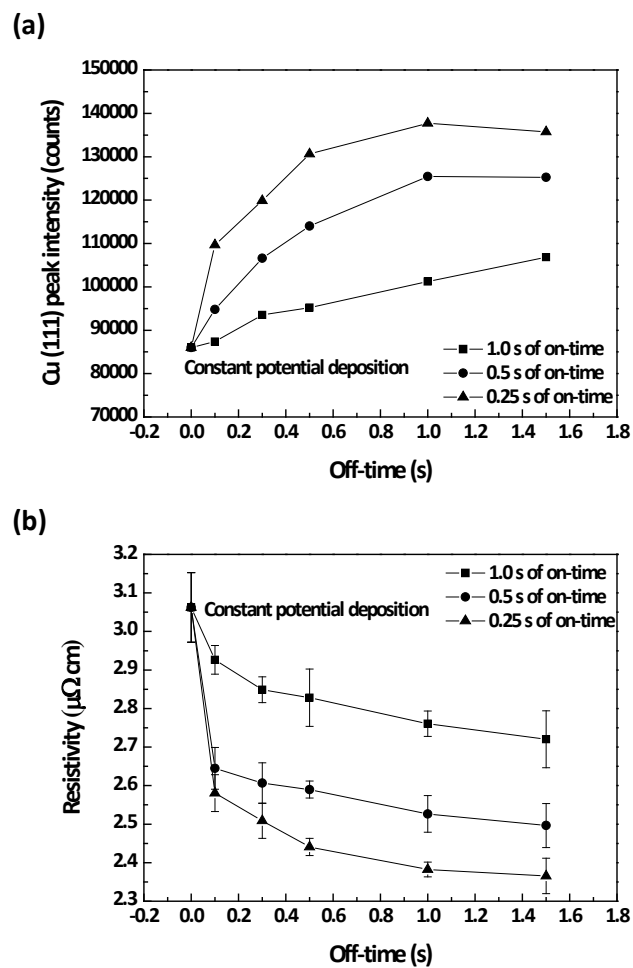 (a)
150000
140000
130000
120000
110000
100000
90000
80000
70000
Cu (111) peak intensity (counts)
Constant potential deposition
1.0 s of on-time
0.5 s of on-time
0.25 s of on-time
-0.2 0.0 0.2 0.4 0.6 0.8 1.0 1.2 1.4 1.6 1.8
Off-time (s)
(b)
3.2
3.1
3.0
2.9
2.8
2.7
2.6
2.5
2.4
2.3
Resistivity (μΩ cm)
Constant potential deposition
1.0 s of on-time
0.5 s of on-time
0.25 s of on-time
-0.2 0.0 0.2 0.4 0.6 0.8 1.0 1.2 1.4 1.6 1.8
Off-time (s)